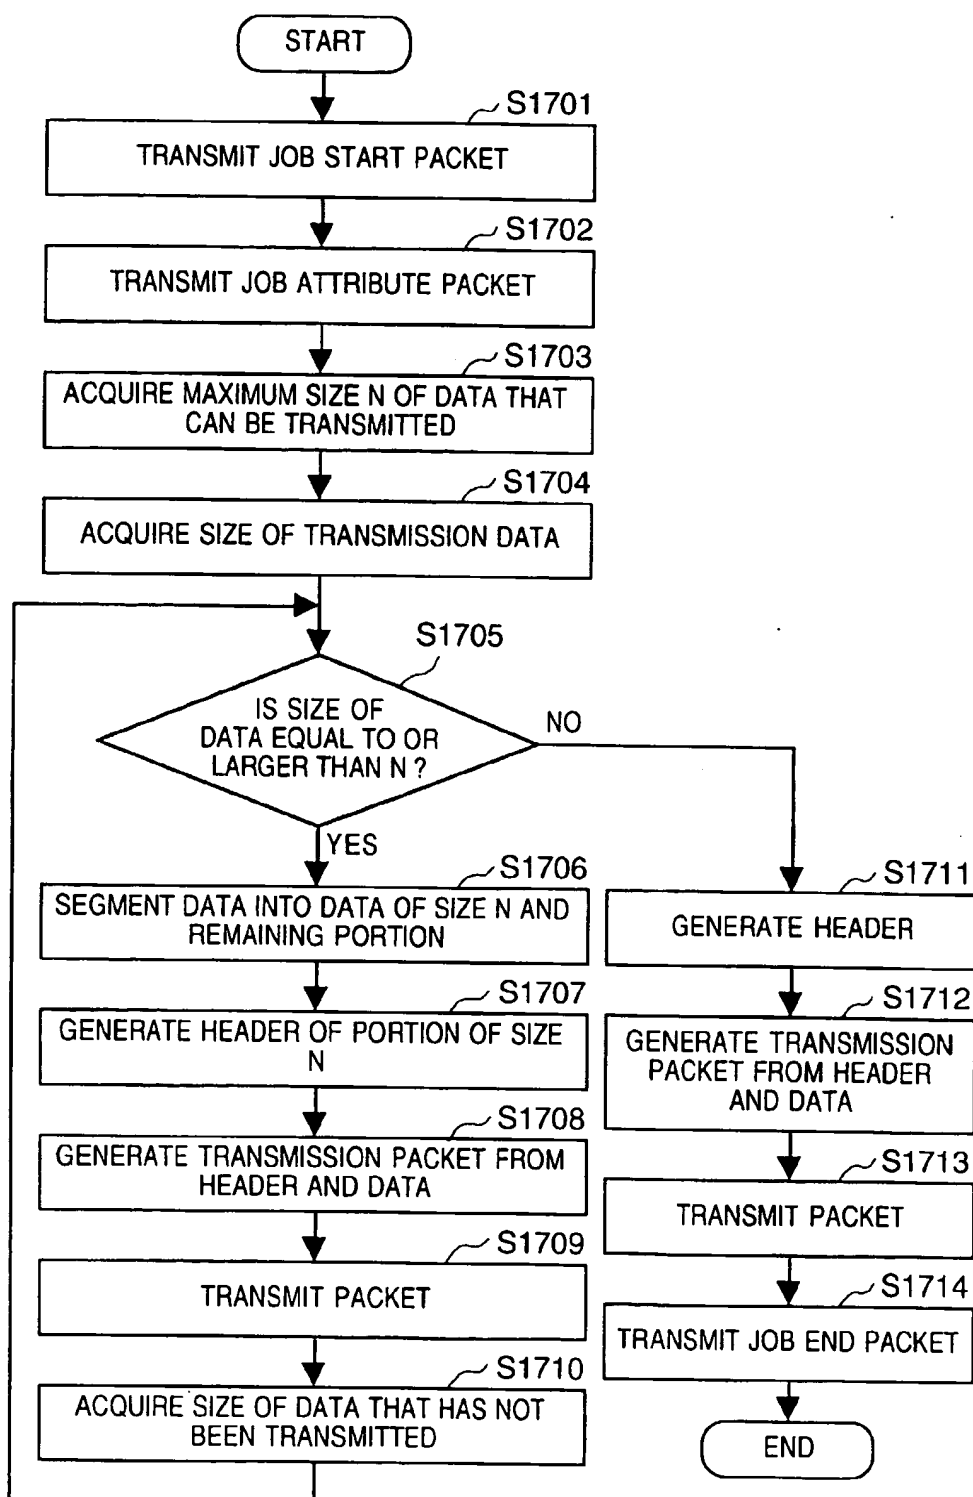 START
S1701
TRANSMIT JOB START PACKET
S1702
TRANSMIT JOB ATTRIBUTE PACKET
S1703
ACQUIRE MAXIMUM SIZE N OF DATA THAT
CAN BE TRANSMITTED
S1704
ACQUIRE SIZE OF TRANSMISSION DATA
S1705
IS SIZE OF
DATA EQUAL TO OR
LARGER THAN N ?
NO
YES
S1706
SEGMENT DATA INTO DATA OF SIZE N AND
REMAINING PORTION
S1707
GENERATE HEADER OF PORTION OF SIZE
N
S1708
GENERATE TRANSMISSION PACKET FROM
HEADER AND DATA
S1709
TRANSMIT PACKET
S1710
ACQUIRE SIZE OF DATA THAT HAS NOT
BEEN TRANSMITTED
S1711
GENERATE HEADER
S1712
GENERATE TRANSMISSION
PACKET FROM HEADER
AND DATA
S1713
TRANSMIT PACKET
S1714
TRANSMIT JOB END PACKET
END